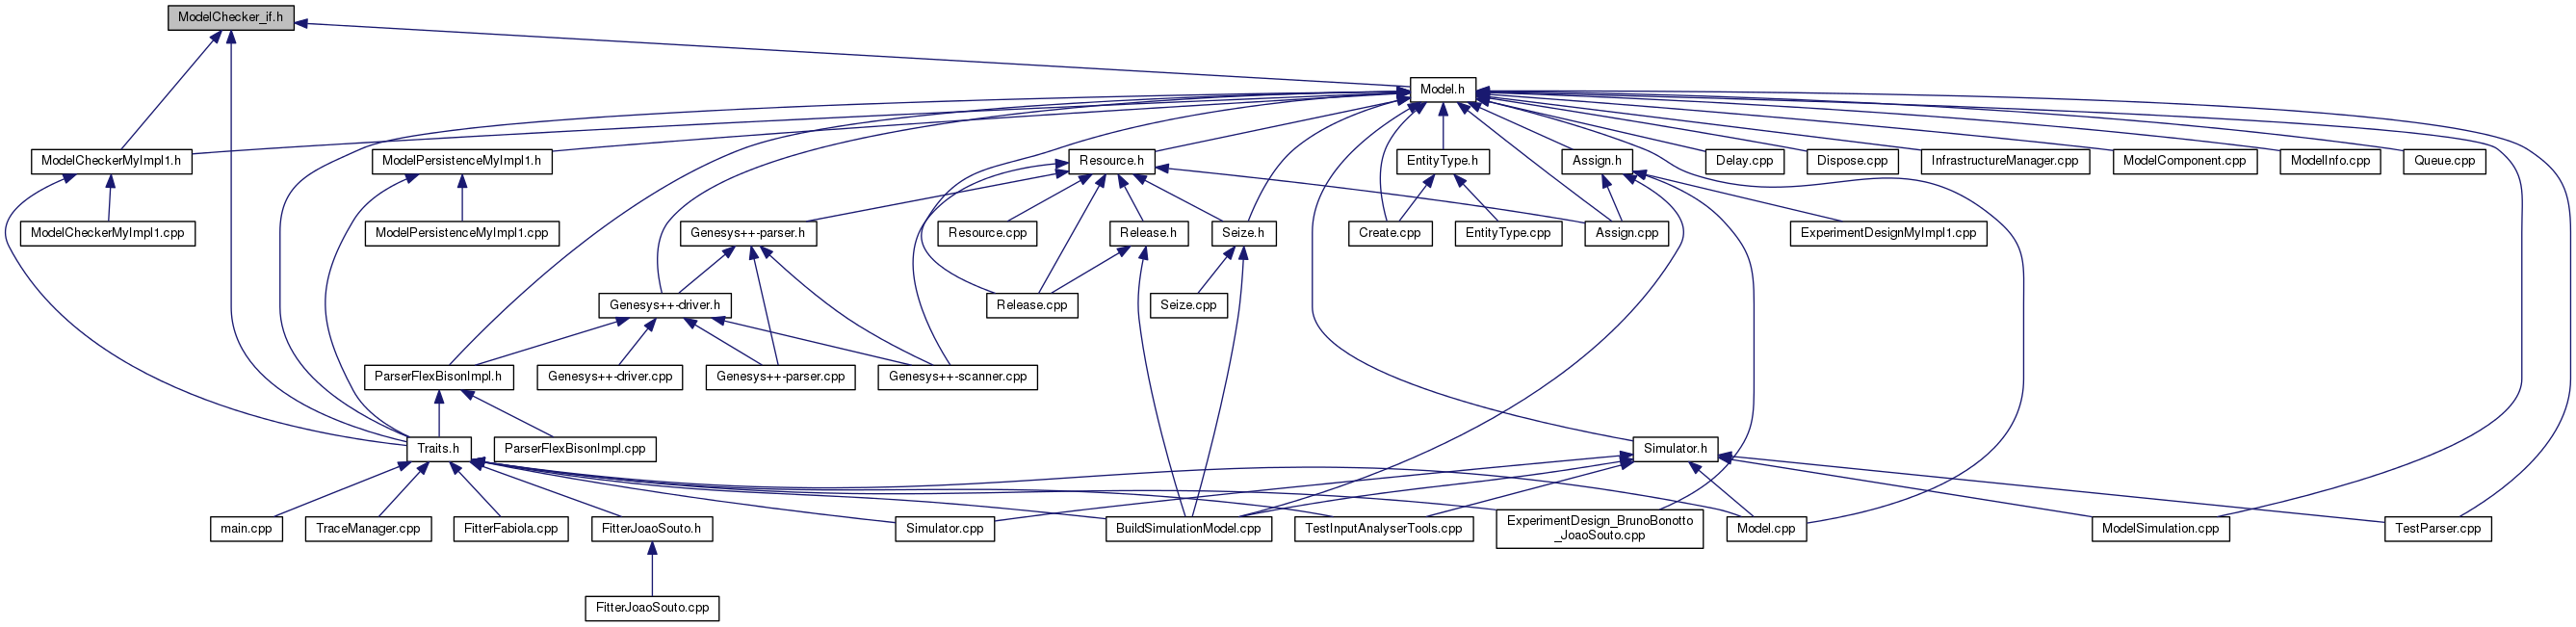 ModelChecker_if.h
Model.h
ModelCheckerMyImpl1.h
ModelPersistenceMyImpl1.h
Resource.h
EntityType.h
Assign.h
Delay.cpp
Dispose.cpp
InfrastructureManager.cpp
ModelComponent.cpp
ModelInfo.cpp
Queue.cpp
ModelCheckerMyImpl1.cpp
ModelPersistenceMyImpl1.cpp
Genesys++-parser.h
Resource.cpp
Release.h
Seize.h
Create.cpp
EntityType.cpp
Assign.cpp
ExperimentDesignMyImpl1.cpp
Genesys++-driver.h
Release.cpp
Seize.cpp
ParserFlexBisonImpl.h
Genesys++-driver.cpp
Genesys++-parser.cpp
Genesys++-scanner.cpp
Traits.h
ParserFlexBisonImpl.cpp
Simulator.h
main.cpp
TraceManager.cpp
FitterFabiola.cpp
FitterJoaoSouto.h
Simulator.cpp
BuildSimulationModel.cpp
TestInputAnalyserTools.cpp
ExperimentDesign_BrunoBonotto
_JoaoSouto.cpp
Model.cpp
ModelSimulation.cpp
TestParser.cpp
FitterJoaoSouto.cpp